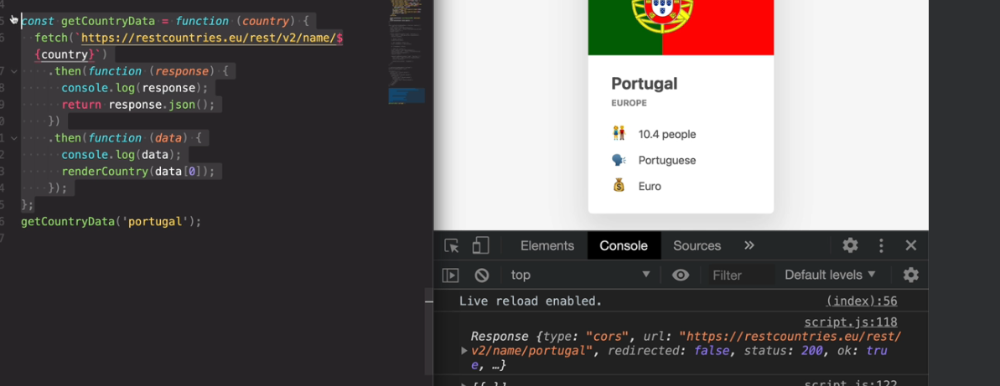 const getCountryData = function (country) {
fetch(`https://restcountries.eu/rest/v2/name/$
{country}`)
.then(function (response) {
console.log(response);
return response.json();
})
.then(function (data) {
console.log(data);
renderCountry(data[0]);
});
};
getCountryData('portugal');
Portugal
EUROPE
10.4 people
Portuguese
Euro
Elements Console Sources »
top Filter Default levels ▼
Live reload enabled. (index):56
script.js:118
Response {type: "cors", url: "https://restcountries.eu/rest/
v2/name/portugal", redirected: false, status: 200, ok: tru
e, …}
script.js:122